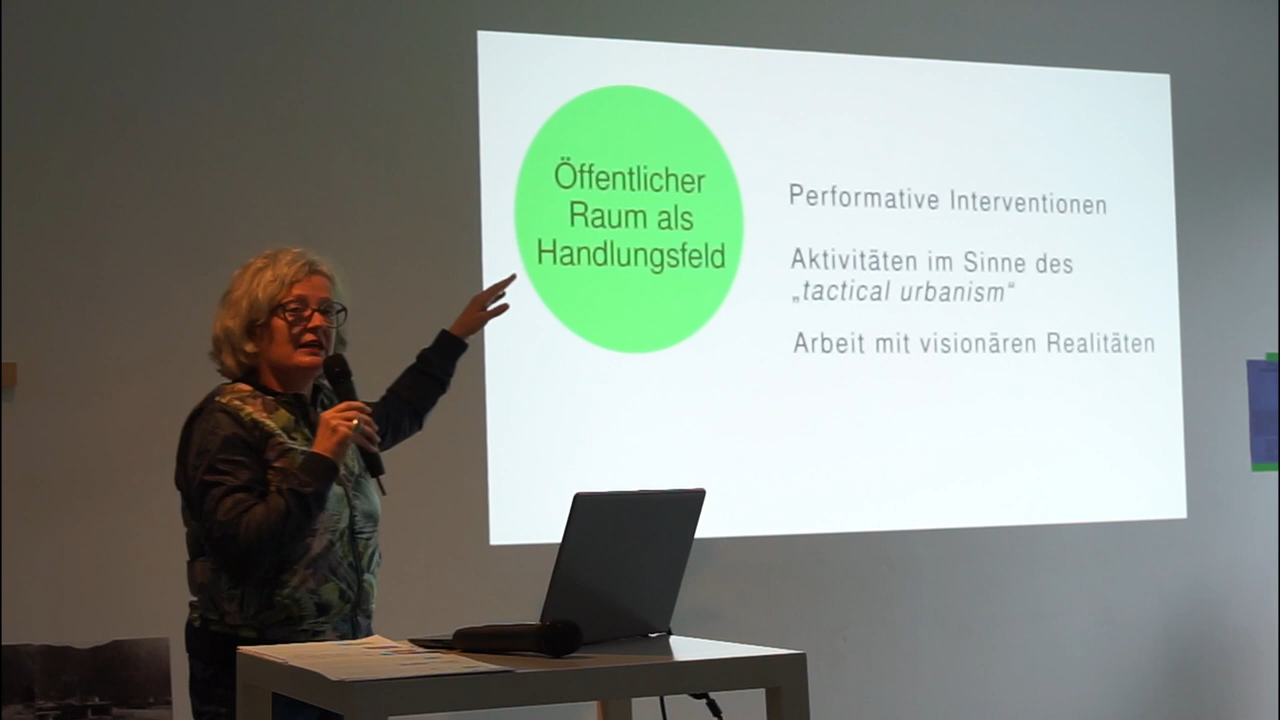 Öffentlicher
Raum als
Handlungsfeld
Performative Interventionen
Aktivitäten im Sinne des
„tactical urbanism“
Arbeit mit visionären Realitäten